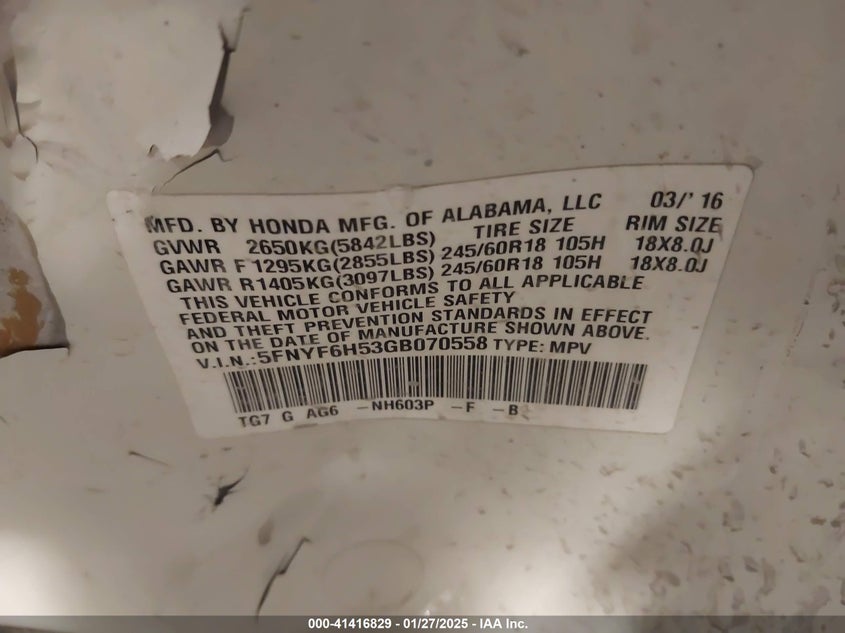 MFD. BY HONDA MFG. OF ALABAMA, LLC 03/'16
GVWR 2650KG(5842LBS) TIRE SIZE RIM SIZE
GAWR F 1295KG(2855LBS) 245/60R18 105H 18X8.0J
GAWR R1405KG(3097LBS) 245/60R18 105H 18X8.0J
THIS VEHICLE CONFORMS TO ALL APPLICABLE
FEDERAL MOTOR VEHICLE SAFETY
AND THEFT PREVENTION STANDARDS IN EFFECT
ON THE DATE OF MANUFACTURE SHOWN ABOVE.
V.I.N.:5FNYF6H53GB070558 TYPE: MPV
TG7 G AG6 -NH603P -F -B
000-41416829 - 01/27/2025 - IAA Inc.